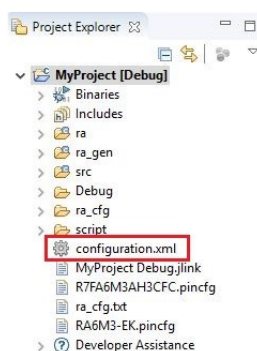 Project Explorer
MyProject [Debug]
Binaries
Includes
ra
ra_gen
src
Debug
ra_cfg
script
configuration.xml
MyProject Debug.jlink
R7FA6M3AH3CFC.pincfg
ra_cfg.txt
RA6M3-EK.pincfg
Developer Assistance